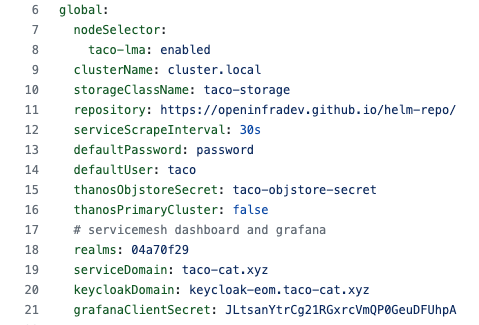 6 global:
7 nodeSelector:
8 taco-lma: enabled
9 clusterName: cluster.local
10 storageClassName: taco-storage
11 repository: https://openinfradev.github.io/helm-repo/
12 serviceScrapeInterval: 30s
13 defaultPassword: password
14 defaultUser: taco
15 thanosObjstoreSecret: taco-objstore-secret
16 thanosPrimaryCluster: false
17 # servicemesh dashboard and grafana
18 realms: 04a70f29
19 serviceDomain: taco-cat.xyz
20 keycloakDomain: keycloak-eom.taco-cat.xyz
21 grafanaClientSecret: JLtsanYtrCg21RGxrcVmQP0GeuDFUhpA